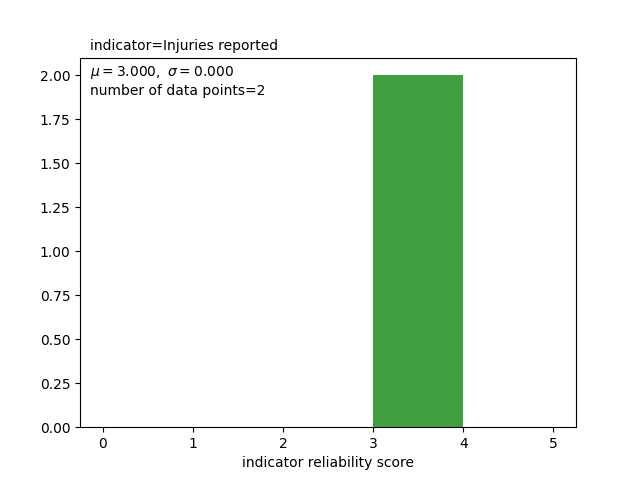 indicator=Injuries reported
μ = 3.000, σ = 0.000
number of data points=2
2.00
1.75
1.50
1.25
1.00
0.75
0.50
0.25
0.00
0 1 2 3 4 5
indicator reliability score